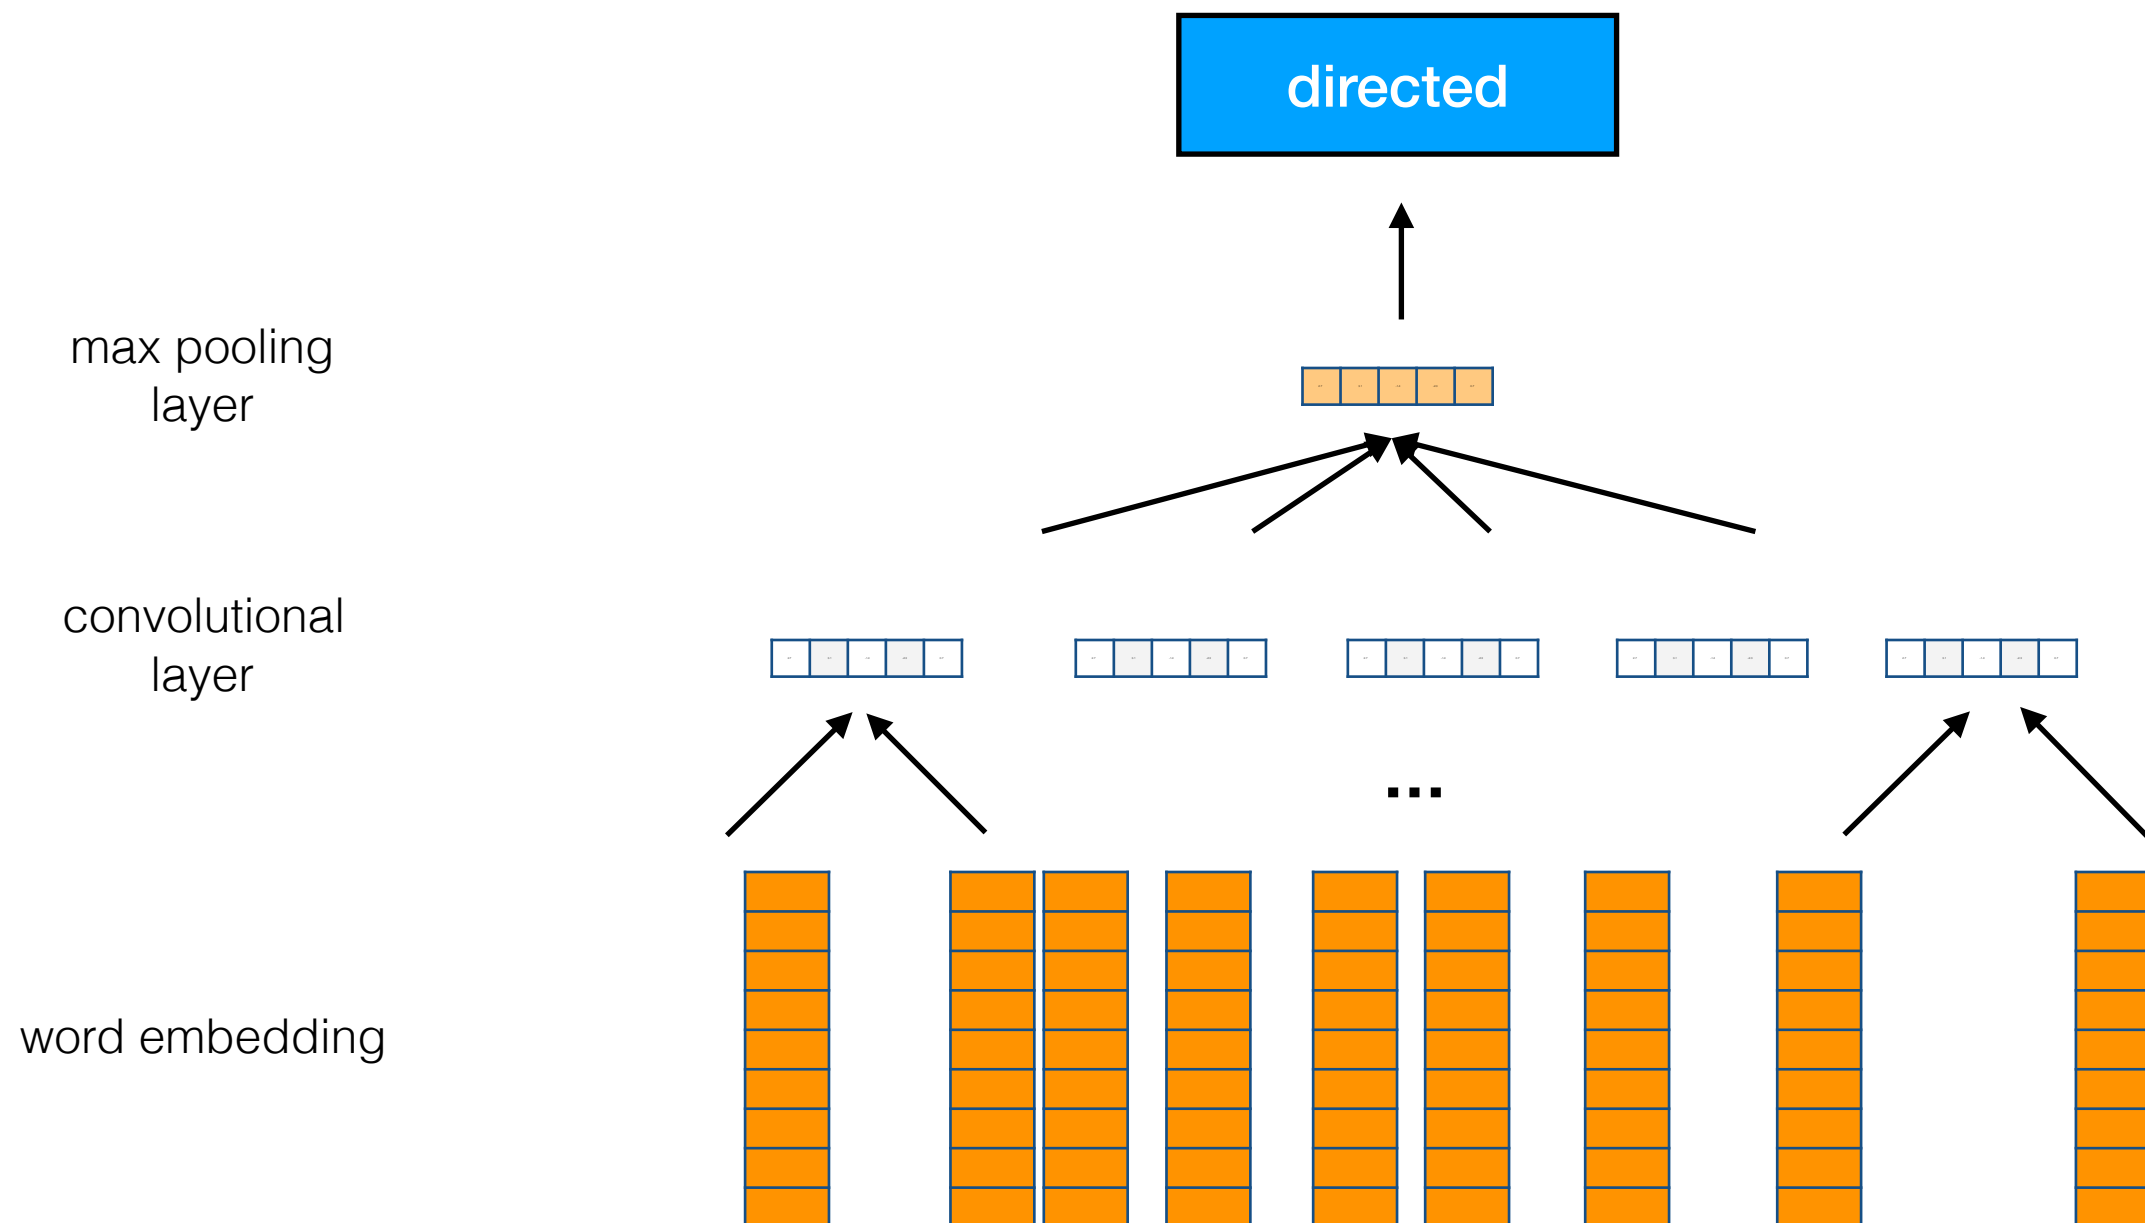 directed
max pooling
layer
convolutional
layer
....
word embedding